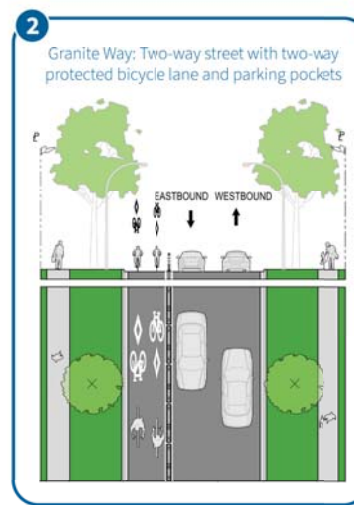 2
Granite Way: Two-way street with two-way
protected bicycle lane and parking pockets
EASTBOUND WESTBOUND